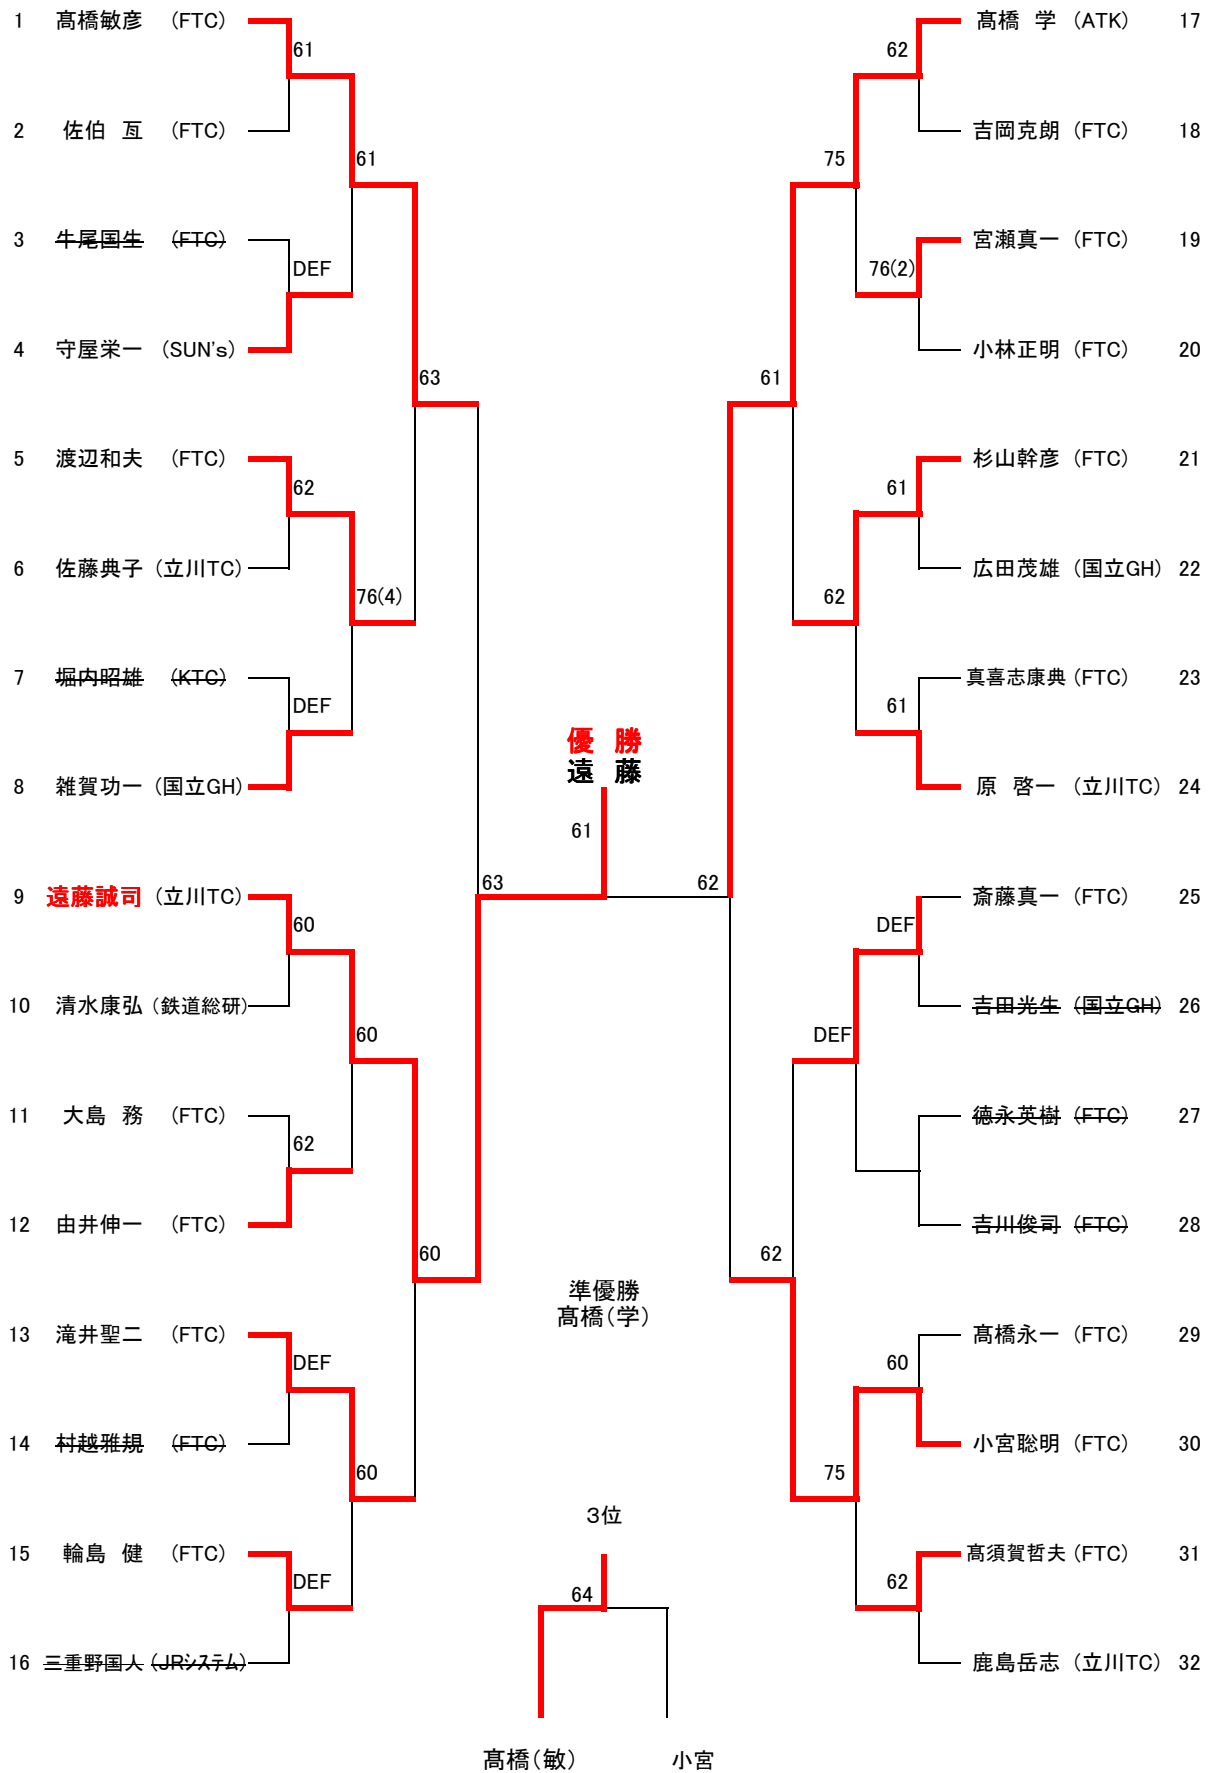 1 髙橋敏彦 (FTC)
61
2 佐伯 亙 (FTC)
61
3 牛尾国生 (FTC)
DEF
4 守屋栄一 (SUN's)
63
5 渡辺和夫 (FTC)
62
6 佐藤典子 (立川TC)
76(4)
7 堀内昭雄 (KTC)
DEF
8 雑賀功一 (国立GH)
63
9 遠藤誠司 (立川TC)
60
10 清水康弘 (鉄道総研)
60
11 大島 務 (FTC)
62
12 由井伸一 (FTC)
60
13 滝井聖二 (FTC)
DEF
14 村越雅規 (FTC)
60
15 輪島 健 (FTC)
DEF
16 三重野国人 (JRシステム)
優 勝
遠 藤
61
準優勝
髙橋(学)
3位
64
髙橋(敏) 小宮
髙橋 学 (ATK) 17
62
吉岡克朗 (FTC) 18
75
宮瀬真一 (FTC) 19
76(2)
小林正明 (FTC) 20
61
杉山幹彦 (FTC) 21
61
広田茂雄 (国立GH) 22
62
真喜志康典 (FTC) 23
61
原 啓一 (立川TC) 24
62
斎藤真一 (FTC) 25
DEF
吉田光生 (国立GH) 26
DEF
徳永英樹 (FTC) 27
吉川俊司 (FTC) 28
62
髙橋永一 (FTC) 29
60
小宮聡明 (FTC) 30
75
髙須賀哲夫 (FTC) 31
62
鹿島岳志 (立川TC) 32